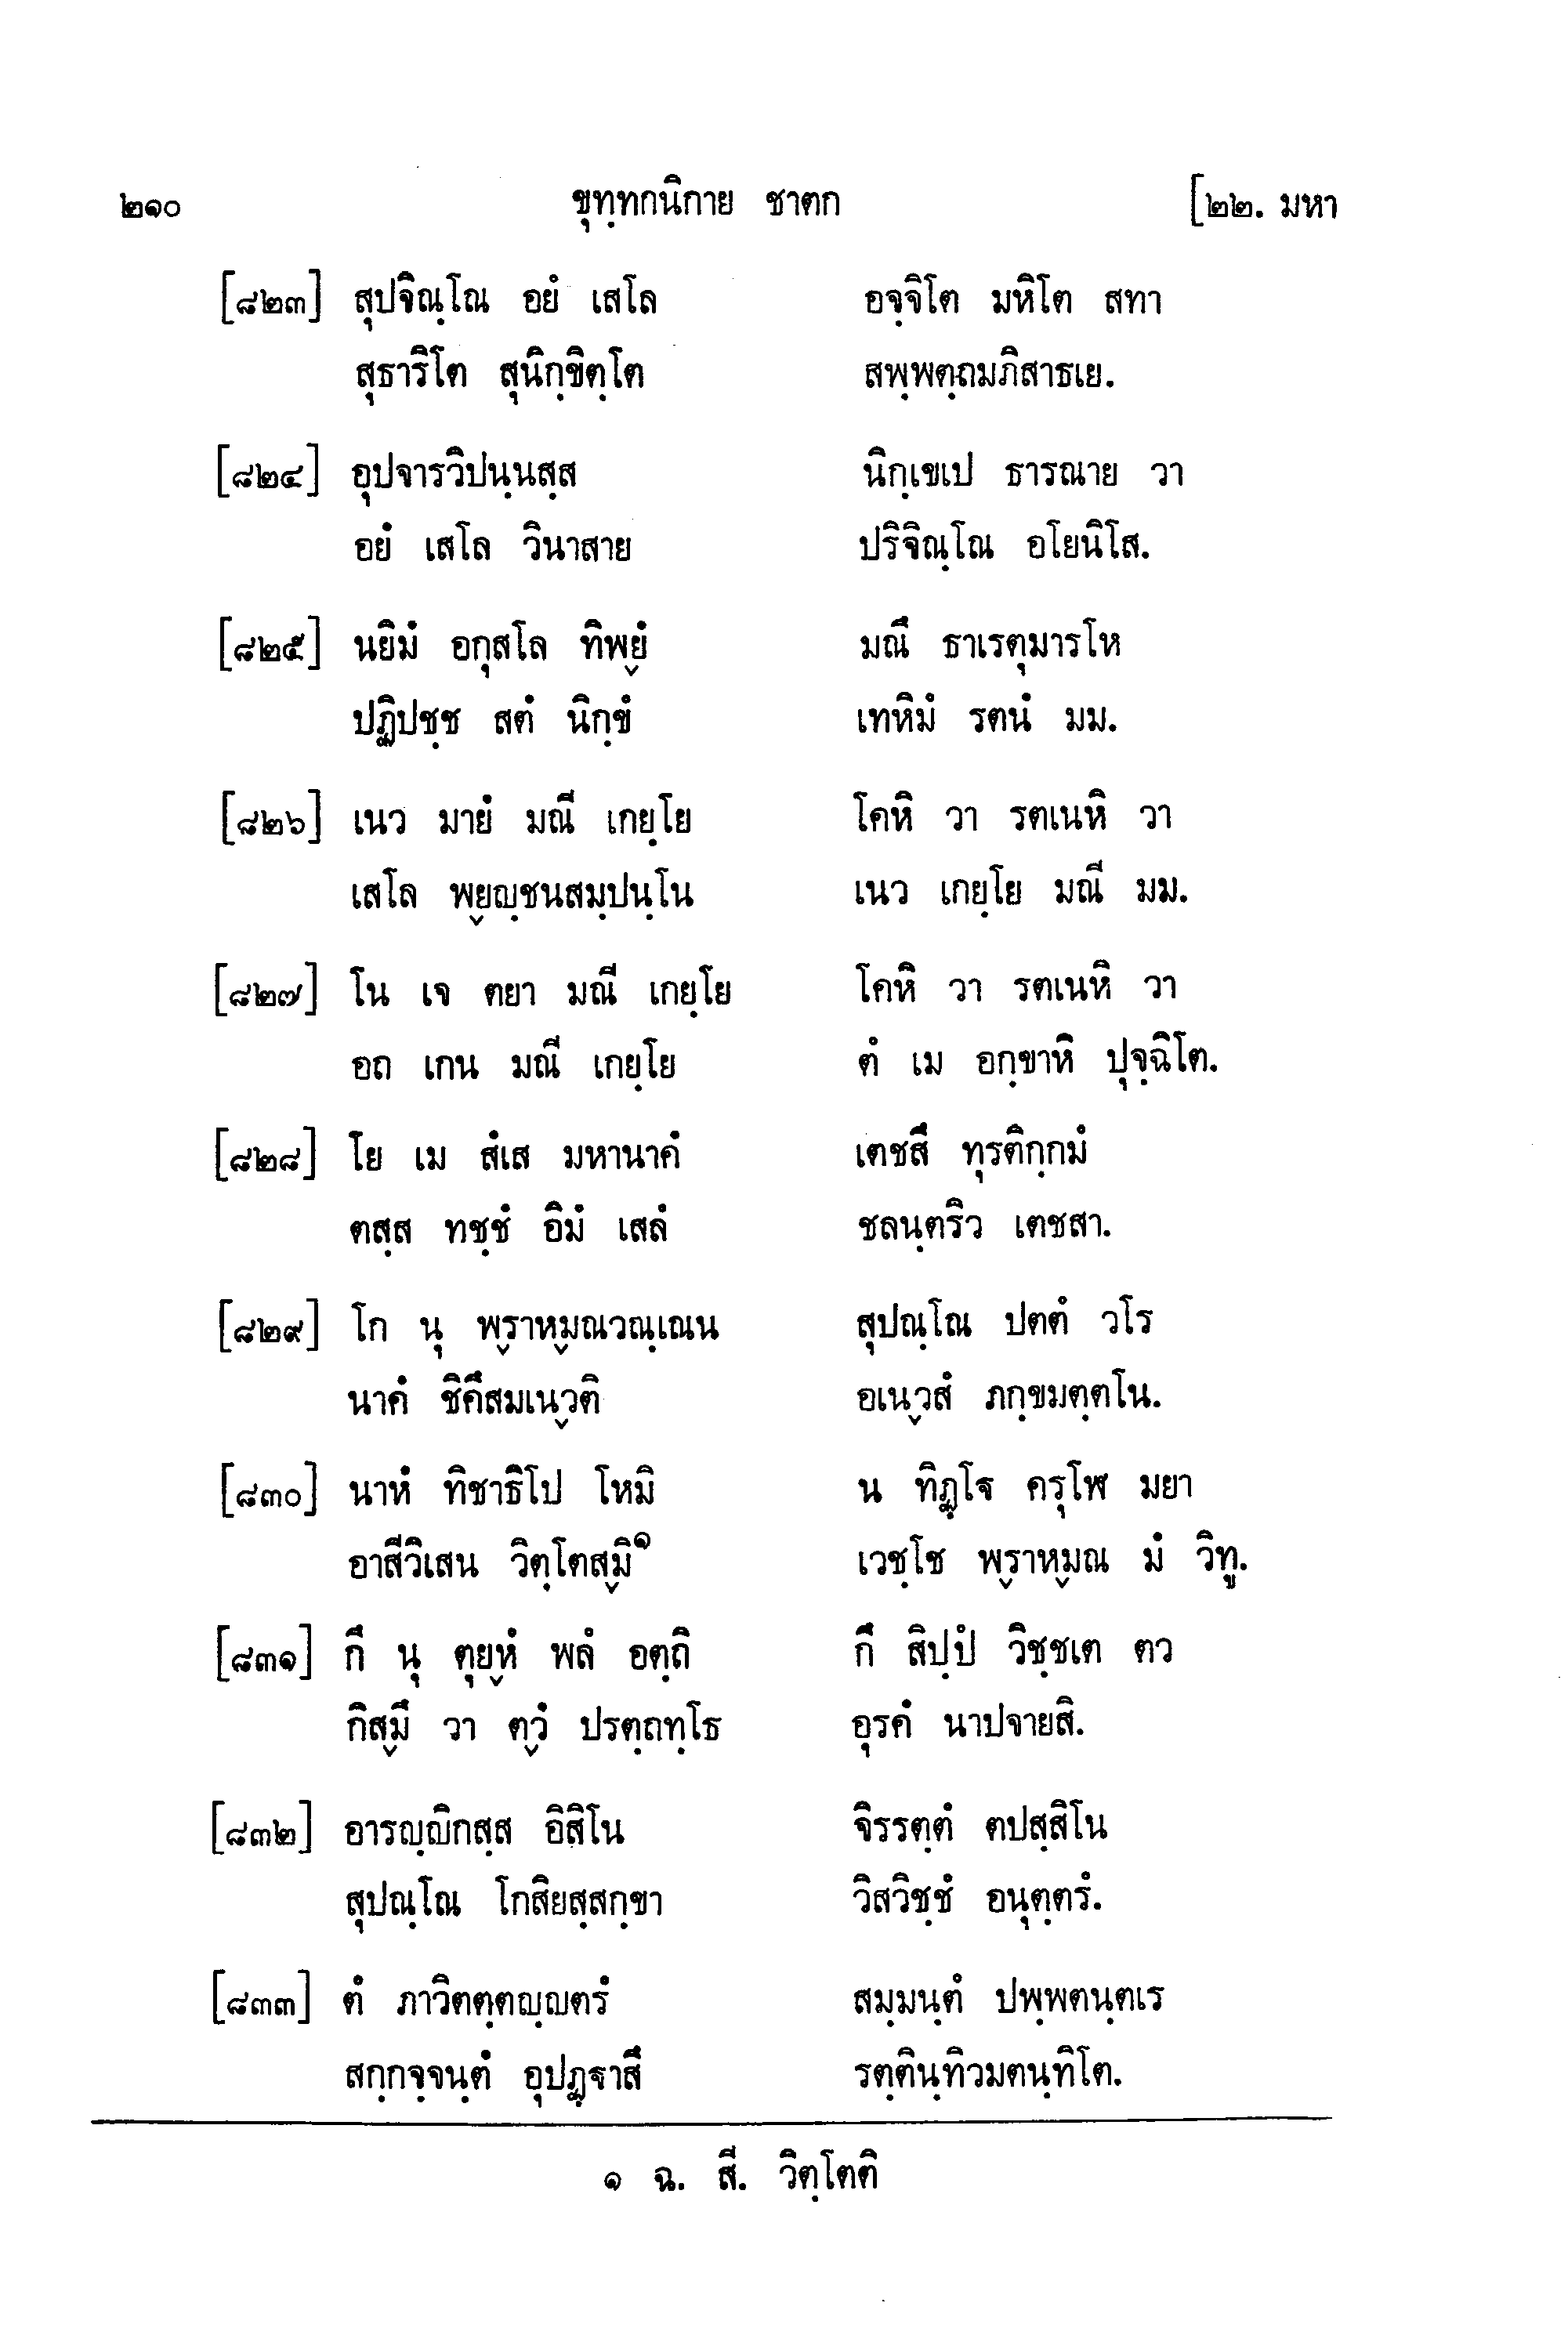 ๒๑๐ ขุทฺทกนิกาย ชาตก [๒๒. มหา
[๘๒๓] สุปจิณฺโณ อยํ เสโล อจฺจิโต มหิโต สทา
สุธาริโต สุนิกฺขิตฺโต สพฺพตฺถมภิสาธเย.
[๘๒๔] อุปจารวิปนฺนสฺส นิกฺเขเป ธารณาย วา
อยํ เสโล วินาสาย ปริจิณฺโณ อโยนิโส.
[๘๒๕] นยิมํ อกุสโล ทิพฺยํ มณึ ธาเรตุมารโห
ปฏิปชฺช สตํ นิกฺขํ เทหิมํ รตนํ มม.
[๘๒๖] เนว มายํ มณี เกยฺโย โคหิ วา รตเนหิ วา
เสโล พฺยญฺชนสมฺปนฺโน เนว เกยฺโย มณี มม.
[๘๒๗] โน เจ ตยา มณี เกยฺโย โคหิ วา รตเนหิ วา
อถ เกน มณี เกยฺโย ตํ เม อกฺขาหิ ปุจฺฉิโต.
[๘๒๘] โย เม สํเส มหานาคํ เตชสึ ทุรติกฺกมํ
ตสฺส ทชฺชํ อิมํ เสลํ ชลนฺตริว เตชสา.
[๘๒๙] โก นุ พฺราหฺมณวณฺเณน สุปณฺโณ ปตตํ วโร
นาคํ ชิคึสมเนฺวติ อเนฺวสํ ภกฺขมตฺตโน.
[๘๓๐] นาหํ ทิชาธิโป โหมิ น ทิฏฺโฐ ครุโฬ มยา
อาสีวิเสน วิตฺโตสฺมิ๑ เวชฺโช พฺราหฺมณ มํ วิทู.
[๘๓๑] กึ นุ ตุยฺหํ พลํ อตฺถิ กึ สิปฺปํ วิชฺชเต ตว
กิสฺมึ วา ตฺวํ ปรตฺถทฺโธ อุรคํ นาปจายสิ.
[๘๓๒] อารญฺญิกสฺส อิสิโน จิรรตฺตํ ตปสฺสิโน
สุปณฺโณ โกสิยสฺสกฺขา วิสวิชฺชํ อนุตฺตรํ.
[๘๓๓] ตํ ภาวิตตฺตญฺญตรํ สมฺมนฺตํ ปพฺพตนฺตเร
สกฺกจฺจนฺตํ อุปฏฺฐาสึ รตฺตินฺทิวมตนฺทิโต.
๑ ฉ. สี. วิตฺโตติ